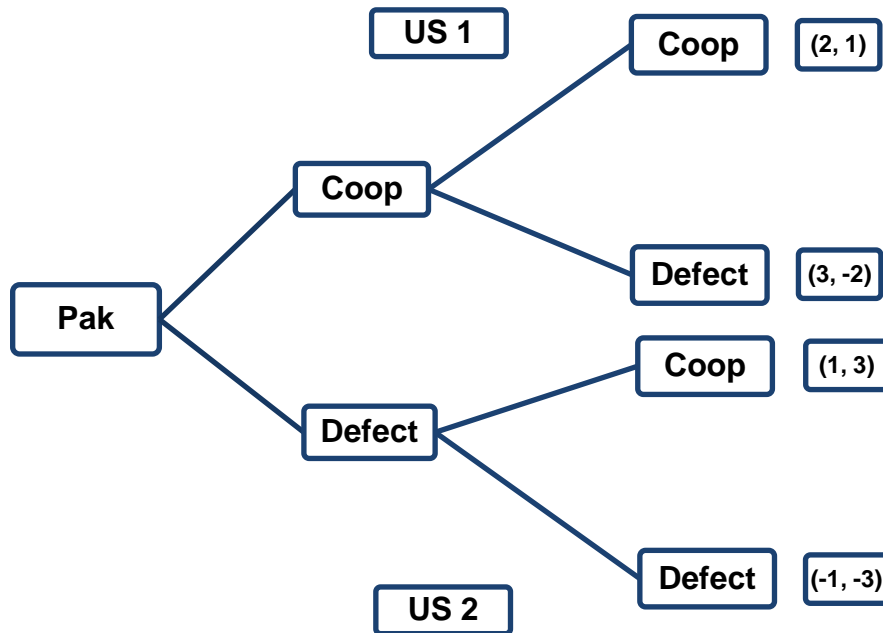 US 1
Coop
(2, 1)
Coop
Defect
(3, -2)
Pak
Coop
(1, 3)
Defect
Defect
(-1, -3)
US 2